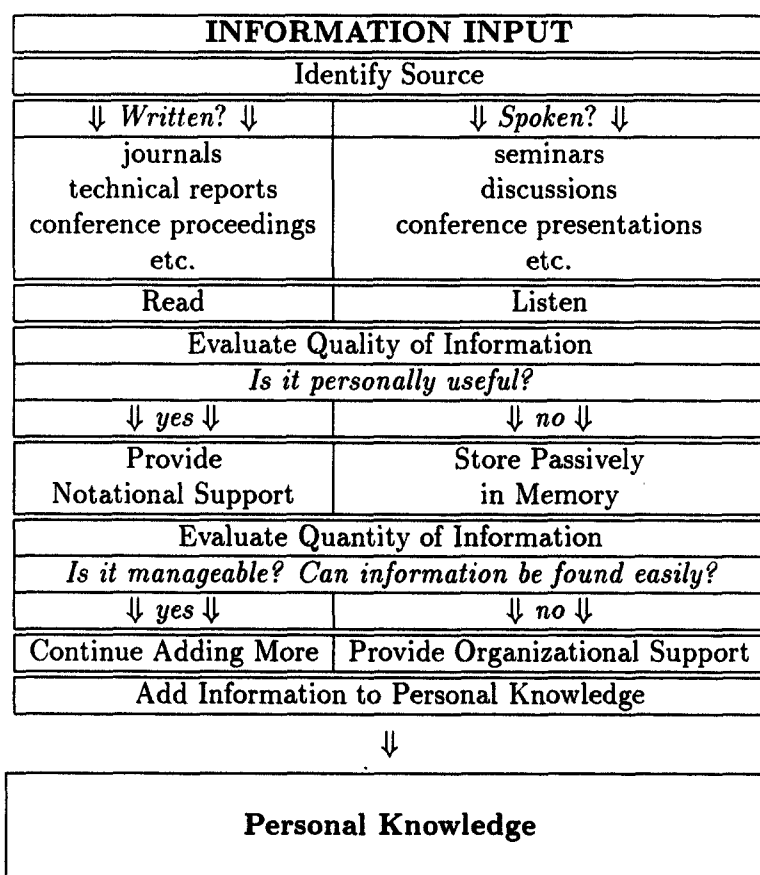 INFORMATION INPUT
Identify Source
⇓ Written? ⇓ ⇓ Spoken? ⇓
journals seminars
technical reports discussions
conference proceedings conference presentations
etc. etc.
Read Listen
Evaluate Quality of Information
Is it personally useful?
⇓ yes ⇓ ⇓ no ⇓
Provide Store Passively
Notational Support in Memory
Evaluate Quantity of Information
Is it manageable? Can information be found easily?
⇓ yes ⇓ ⇓ no ⇓
Continue Adding More Provide Organizational Support
Add Information to Personal Knowledge
⇓
Personal Knowledge